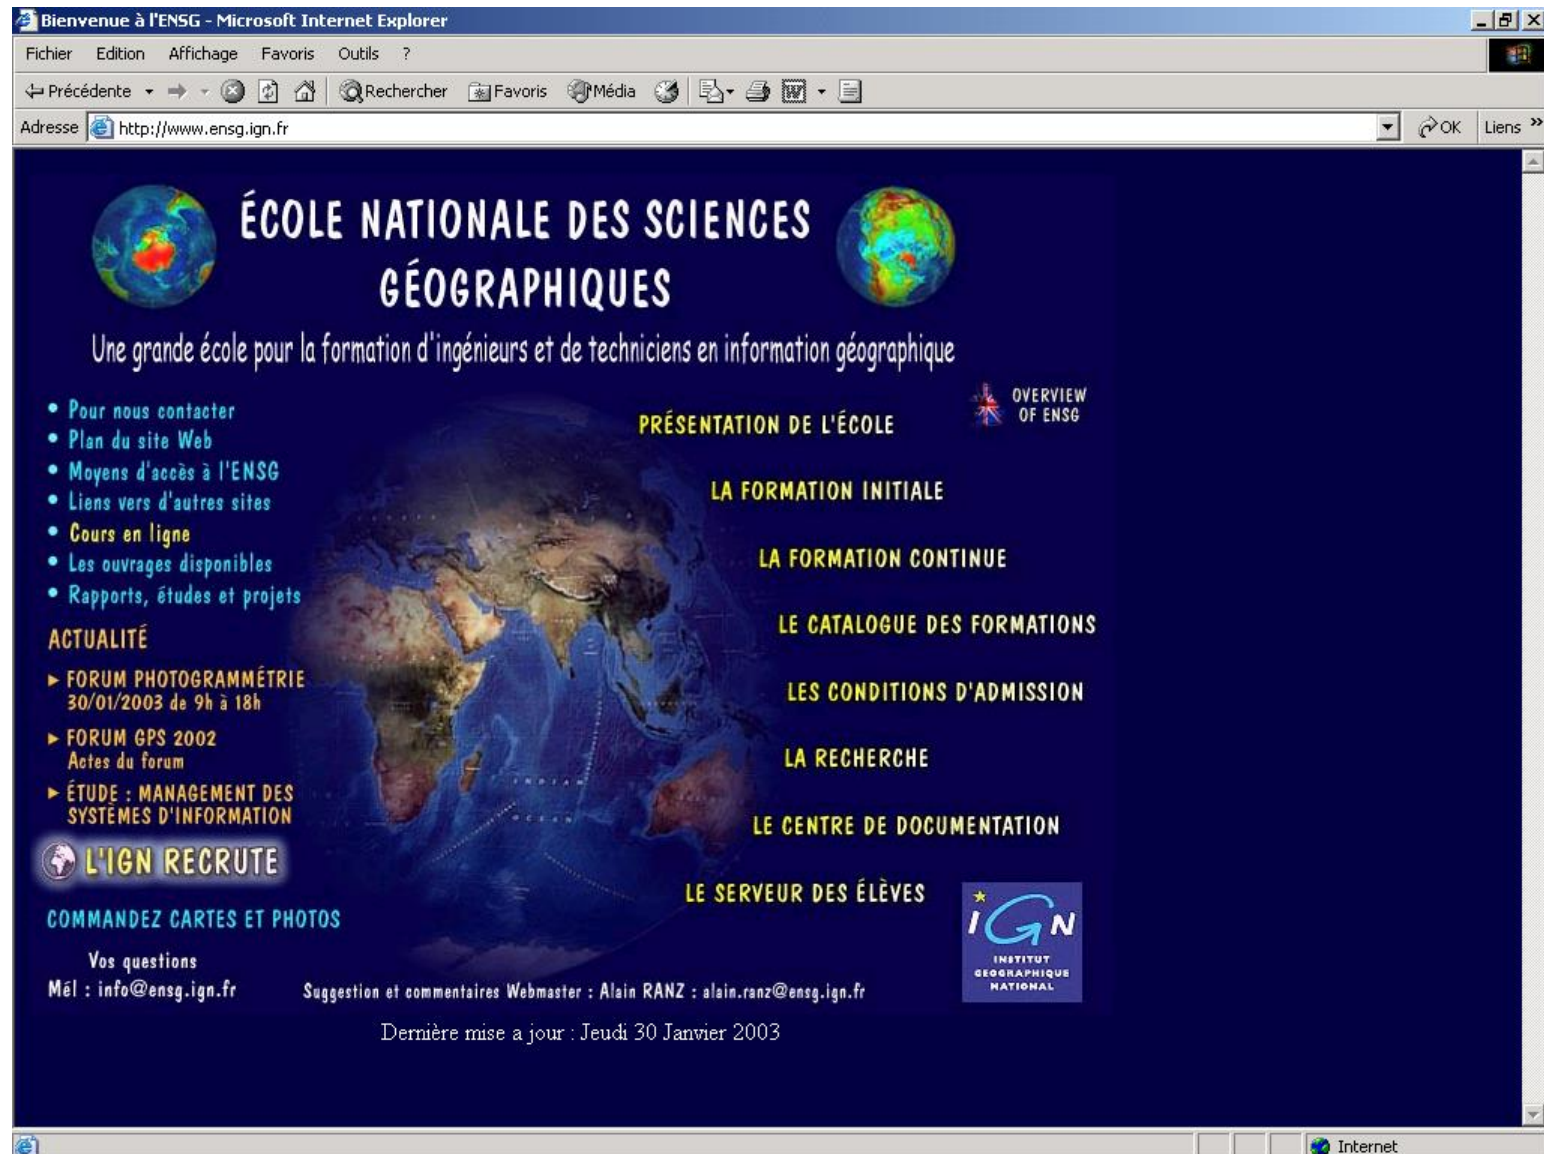 Bienvenue à l'ENSG - Microsoft Internet Explorer
Fichier Edition Affichage Favoris Outils ?
Précédente Rechercher Favoris Média
Adresse http://www.ensg.ign.fr OK Liens »
ÉCOLE NATIONALE DES SCIENCES
GÉOGRAPHIQUES
Une grande école pour la formation d'ingénieurs et de techniciens en information géographique
• Pour nous contacter
• Plan du site Web
• Moyens d'accès à l'ENSG
• Liens vers d'autres sites
• Cours en ligne
• Les ouvrages disponibles
• Rapports, études et projets
ACTUALITÉ
► FORUM PHOTOGRAMMÉTRIE
30/01/2003 de 9h à 18h
► FORUM GPS 2002
Actes du forum
► ÉTUDE : MANAGEMENT DES
SYSTÈMES D'INFORMATION
L'IGN RECRUTE
COMMANDEZ CARTES ET PHOTOS
Vos questions
Mél : info@ensg.ign.fr
OVERVIEW
OF ENSG
PRÉSENTATION DE L'ÉCOLE
LA FORMATION INITIALE
LA FORMATION CONTINUE
LE CATALOGUE DES FORMATIONS
LES CONDITIONS D'ADMISSION
LA RECHERCHE
LE CENTRE DE DOCUMENTATION
LE SERVEUR DES ÉLÈVES
INDIAN
OCEAN
IGN
INSTITUT
GEOGRAPHIQUE
NATIONAL
Suggestion et commentaires Webmaster : Alain RANZ : alain.ranz@ensg.ign.fr
Dernière mise a jour : Jeudi 30 Janvier 2003
Internet